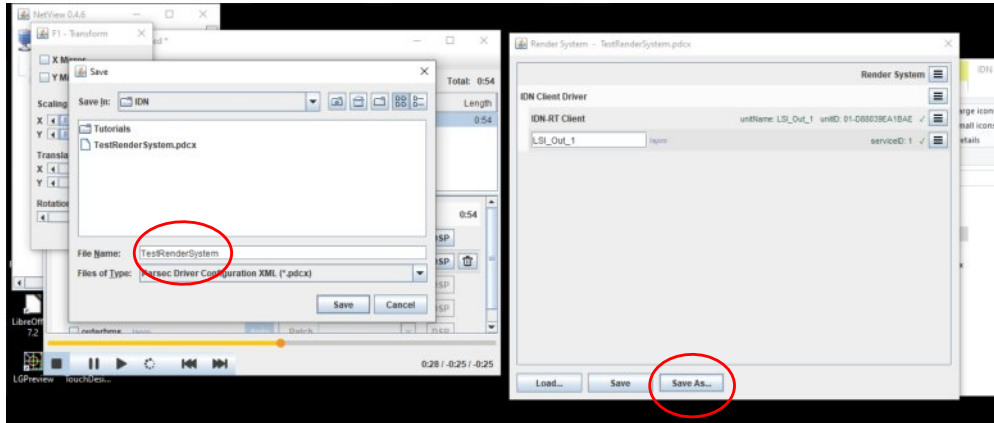 NetView 0.4.6
F1 - Transform
ed *
Total: 0:54
Length
0:54
X Mirror
Y Mi
Scaling
X
Y
Transla
X
Y
Rotation
Save
Save In: IDN
Tutorials
TestRenderSystem.pdcx
File Name: TestRenderSystem
Files of Type: Parsec Driver Configuration XML (*.pdcx)
Save Cancel
0:54
DSP
DSP
DSP
DSP
Patch DSP
0:28 / -0:25 / -0:25
LibreOff
7.2
LGPreview TouchDesi...
Render System - TestRenderSystem.pdcx
Render System
IDN Client Driver
IDN-RT Client unitName: LSI_Out_1 unitID: 01-D88039EA1BAE ✓
LSI_Out_1 serviceID: 1 ✓
Load... Save Save As...
IDN
arge icon
mall icons
etails